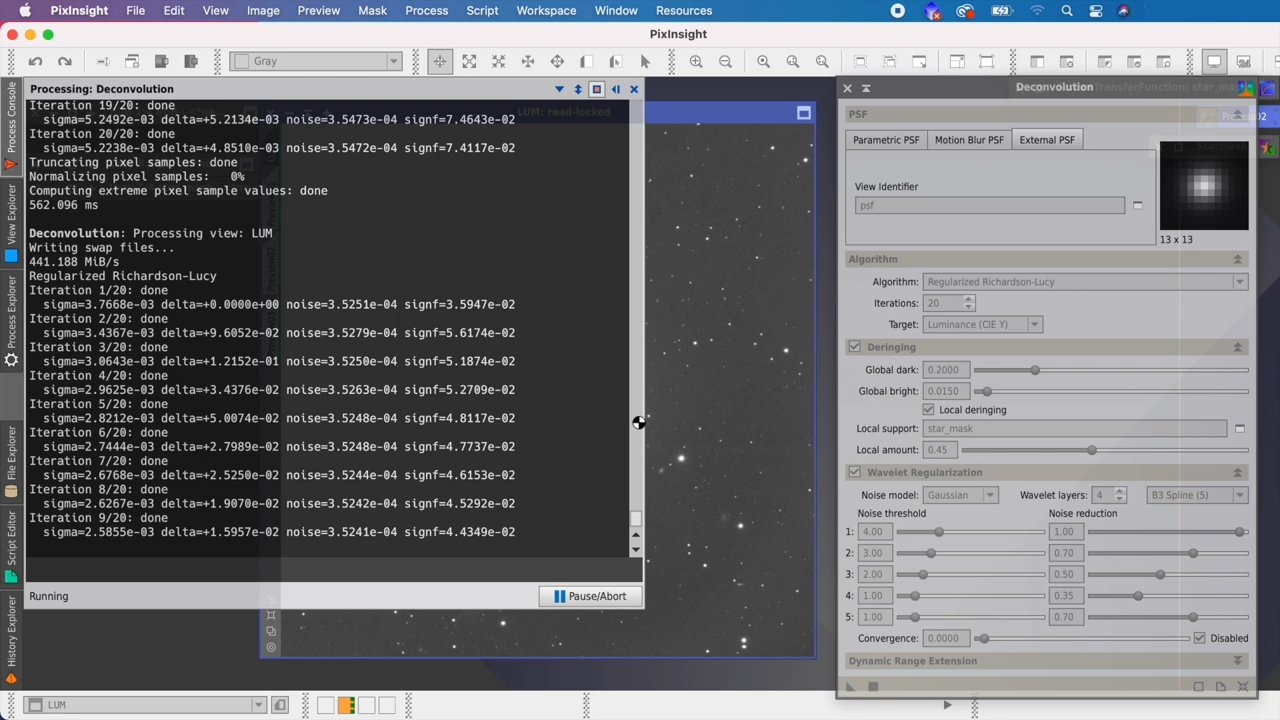 PixInsight File Edit View Image Preview Mask Process Script Workspace Window Resources
PixInsight
Gray
Processing: Deconvolution
Iteration 19/20: done
sigma=5.2492e-03 delta=+5.2134e-03 noise=3.5473e-04 signf=7.4643e-02
Iteration 20/20: done
sigma=5.2238e-03 delta=+4.8510e-03 noise=3.5472e-04 signf=7.4117e-02
Truncating pixel samples: done
Normalizing pixel samples: 0%
Computing extreme pixel sample values: done
562.096 ms
Deconvolution: Processing view: LUM
Writing swap files...
441.188 MiB/s
Regularized Richardson-Lucy
Iteration 1/20: done
sigma=3.7668e-03 delta=+0.0000e+00 noise=3.5251e-04 signf=3.5947e-02
Iteration 2/20: done
sigma=3.4367e-03 delta=+9.6052e-02 noise=3.5279e-04 signf=5.6174e-02
Iteration 3/20: done
sigma=3.0643e-03 delta=+1.2152e-01 noise=3.5250e-04 signf=5.1874e-02
Iteration 4/20: done
sigma=2.9625e-03 delta=+3.4376e-02 noise=3.5263e-04 signf=5.2709e-02
Iteration 5/20: done
sigma=2.8212e-03 delta=+5.0074e-02 noise=3.5248e-04 signf=4.8117e-02
Iteration 6/20: done
sigma=2.7444e-03 delta=+2.7989e-02 noise=3.5248e-04 signf=4.7737e-02
Iteration 7/20: done
sigma=2.6768e-03 delta=+2.5250e-02 noise=3.5244e-04 signf=4.6153e-02
Iteration 8/20: done
sigma=2.6267e-03 delta=+1.9070e-02 noise=3.5242e-04 signf=4.5292e-02
Iteration 9/20: done
sigma=2.5855e-03 delta=+1.5957e-02 noise=3.5241e-04 signf=4.4349e-02
Running
Pause/Abort
LUM: read-locked
Process Console
View Explorer
Process Explorer
File Explorer
Script Editor
History Explorer
Preview02
LUM
Deconvolution
TransferFunction: star_ma
PSF
Parametric PSF Motion Blur PSF External PSF
View Identifier
psf
13 x 13
Algorithm
Algorithm: Regularized Richardson-Lucy
Iterations: 20
Target: Luminance (CIE Y)
Deringing
Global dark: 0.2000
Global bright: 0.0150
Local deringing
Local support: star_mask
Local amount: 0.45
Wavelet Regularization
Noise model: Gaussian Wavelet layers: 4 B3 Spline (5)
Noise threshold Noise reduction
1: 4.00 1.00
2: 3.00 0.70
3: 2.00 0.50
4: 1.00 0.35
5: 1.00 0.70
Convergence: 0.0000 Disabled
Dynamic Range Extension